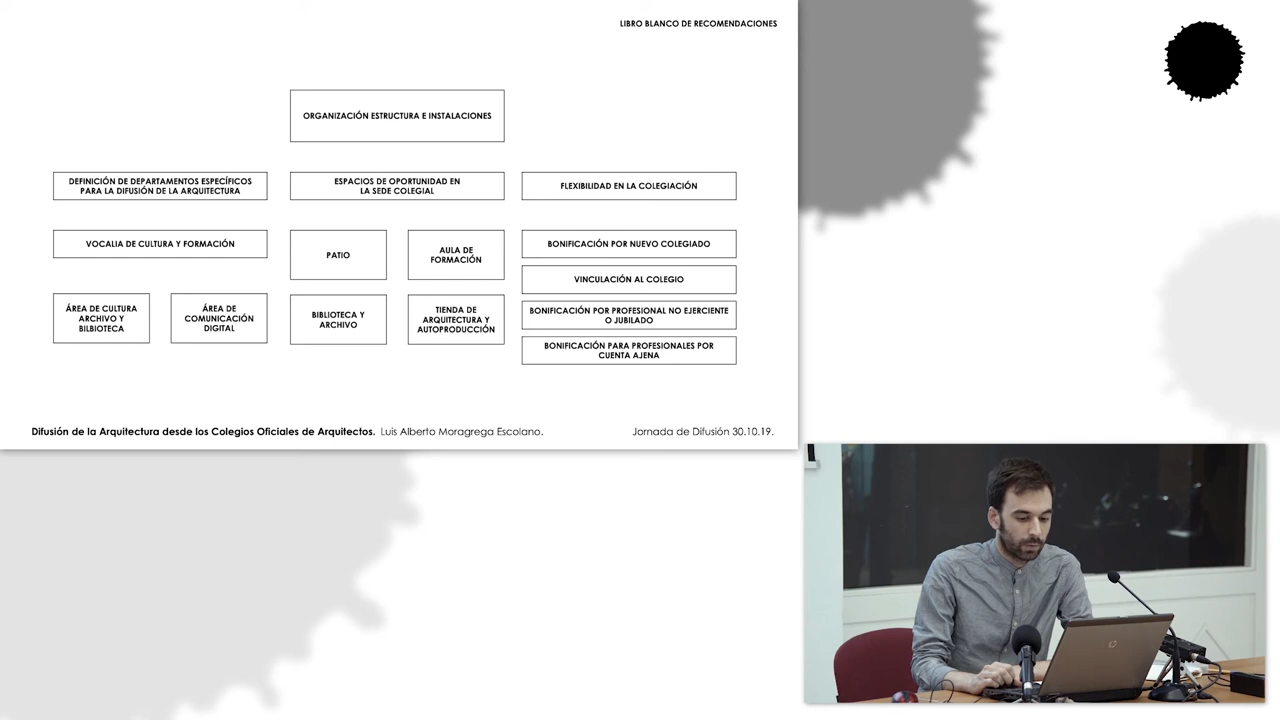 LIBRO BLANCO DE RECOMENDACIONES
ORGANIZACIÓN ESTRUCTURA E INSTALACIONES
DEFINICIÓN DE DEPARTAMENTOS ESPECÍFICOS
PARA LA DIFUSIÓN DE LA ARQUITECTURA
ESPACIOS DE OPORTUNIDAD EN
LA SEDE COLEGIAL
FLEXIBILIDAD EN LA COLEGIACIÓN
VOCALIA DE CULTURA Y FORMACIÓN
PATIO
AULA DE
FORMACIÓN
BONIFICACIÓN POR NUEVO COLEGIADO
VINCULACIÓN AL COLEGIO
ÁREA DE CULTURA
ARCHIVO Y
BILBIOTECA
ÁREA DE
COMUNICACIÓN
DIGITAL
BIBLIOTECA Y
ARCHIVO
TIENDA DE
ARQUITECTURA Y
AUTOPRODUCCIÓN
BONIFICACIÓN POR PROFESIONAL NO EJERCIENTE
O JUBILADO
BONIFICACIÓN PARA PROFESIONALES POR
CUENTA AJENA
Difusión de la Arquitectura desde los Colegios Oficiales de Arquitectos. Luis Alberto Moragrega Escolano.
Jornada de Difusión 30.10.19.